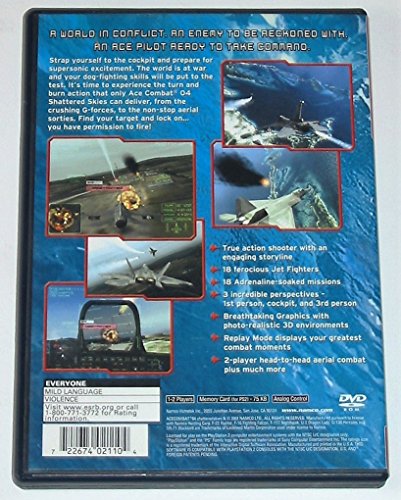 A WORLD IN CONFLICT. AN ENEMY TO BE RECKONED WITH.
AN ACE PILOT READY TO TAKE COMMAND.
Strap yourself to the cockpit and prepare for
supersonic excitement. The world is at war
and your dog-fighting skills will be put to the
test. It's time to experience the turn and
burn action that only Ace Combat® 04
Shattered Skies can deliver, from the
crushing G-forces, to the non-stop aerial
sorties. Find your target and lock on...
you have permission to fire!
True action shooter with an
engaging storyline
18 ferocious Jet Fighters
18 Adrenaline-soaked missions
3 incredible perspectives -
1st person, cockpit, and 3rd person
Breathtaking Graphics with
photo-realistic 3D environments
Replay Mode displays your greatest
combat moments
2-player head-to-head aerial combat
plus much more
EVERYONE
MILD LANGUAGE
VIOLENCE
Visit www.esrb.org or call
1-800-771-3772 for Rating
Information.
1-2 Players
Memory Card (for PS2) - 75 KB
Analog Control
www.namco.com
DVD
ROM
7 22674 02110 4